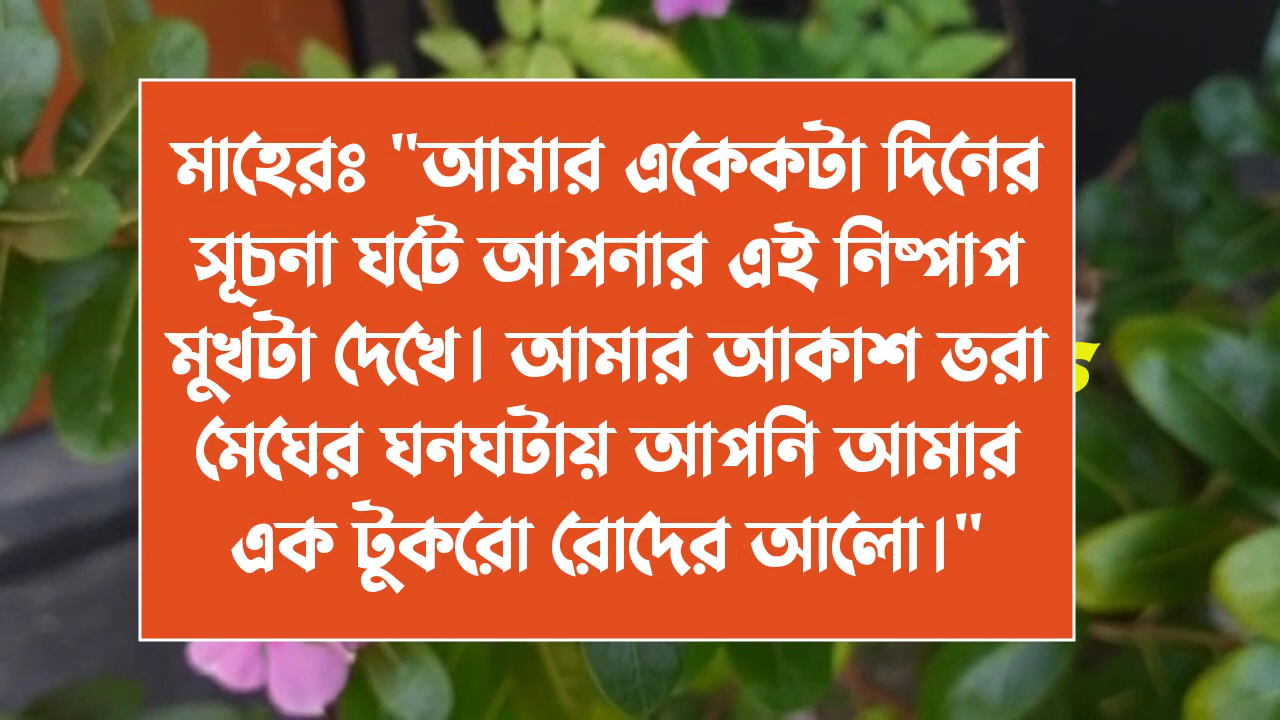 মাহেরঃ "আমার একেকটা দিনের
সূচনা ঘটে আপনার এই নিষ্পাপ
মুখটা দেখে। আমার আকাশ ভরা
মেঘের ঘনঘটায় আপনি আমার
এক টুকরো রোদের আলো।"